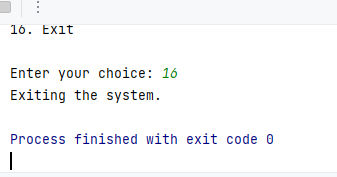 16. Exit
Enter your choice: 16
Exiting the system.
Process finished with exit code 0